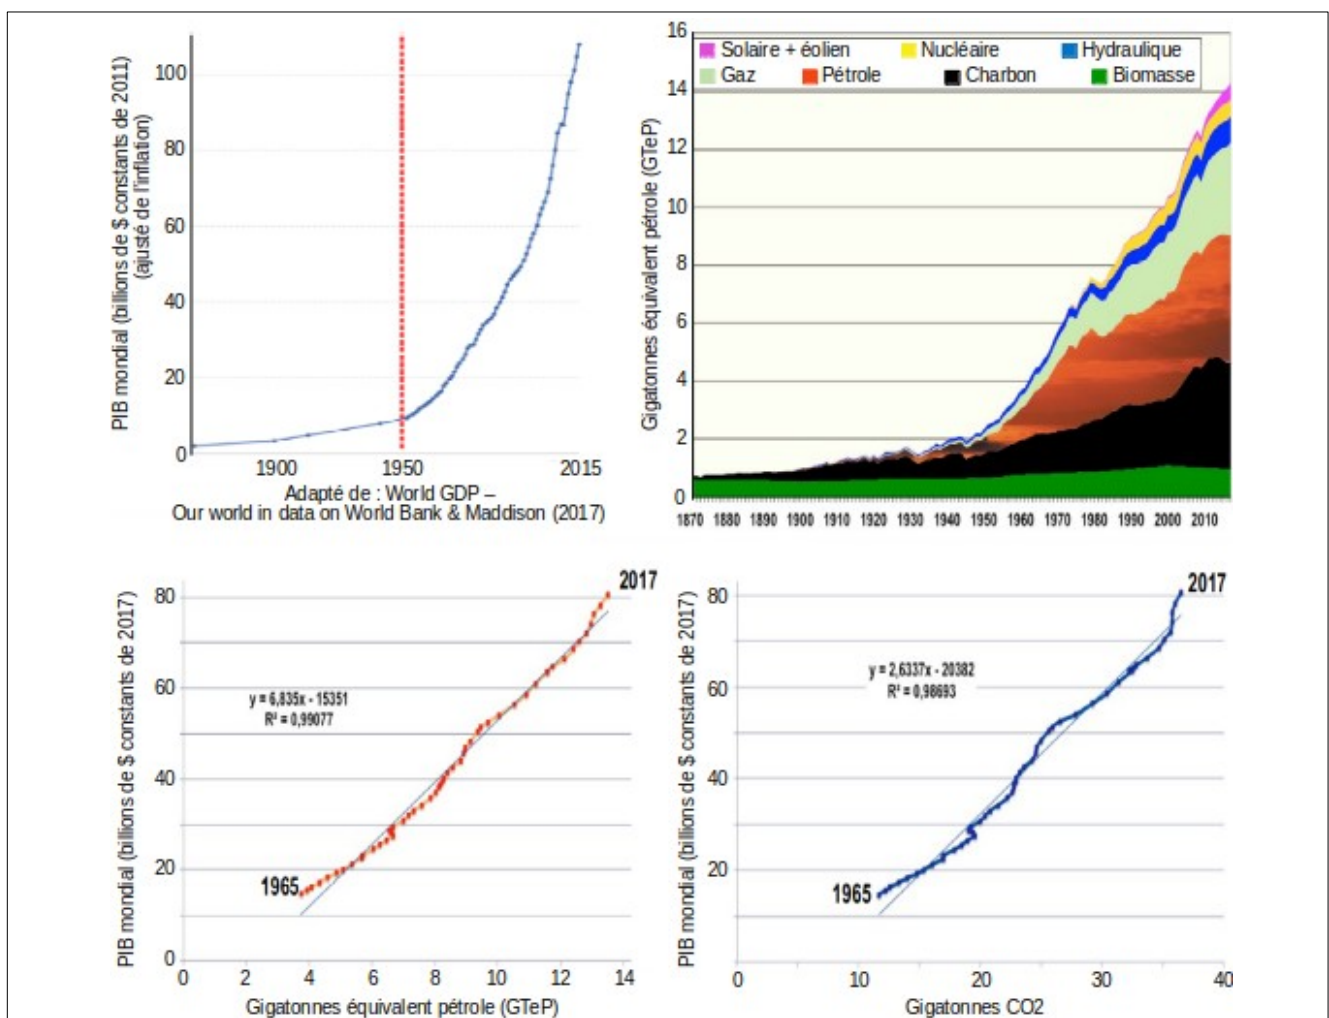 PIB mondial (billions de $ constants de 2011)
(ajusté de l'inflation)
100
80
60
40
20
0
1900
1950
2015
Adapté de : World GDP –
Our world in data on World Bank & Maddison (2017)
Gigatonnes équivalent pétrole (GTeP)
16
14
12
10
8
6
4
2
0
Solaire + éolien Nucléaire Hydraulique
Gaz Pétrole Charbon Biomasse
1870 1880 1890 1900 1910 1920 1930 1940 1950 1960 1970 1980 1990 2000 2010
PIB mondial (billions de $ constants de 2017)
80
60
40
20
0
2017
y = 6,835x - 15351
R² = 0,99077
1965
0 2 4 6 8 10 12 14
Gigatonnes équivalent pétrole (GTeP)
PIB mondial (billions de $ constants de 2017)
80
60
40
20
2017
y = 2,6337x - 20382
R² = 0,98693
1965
0 10 20 30 40
Gigatonnes CO2